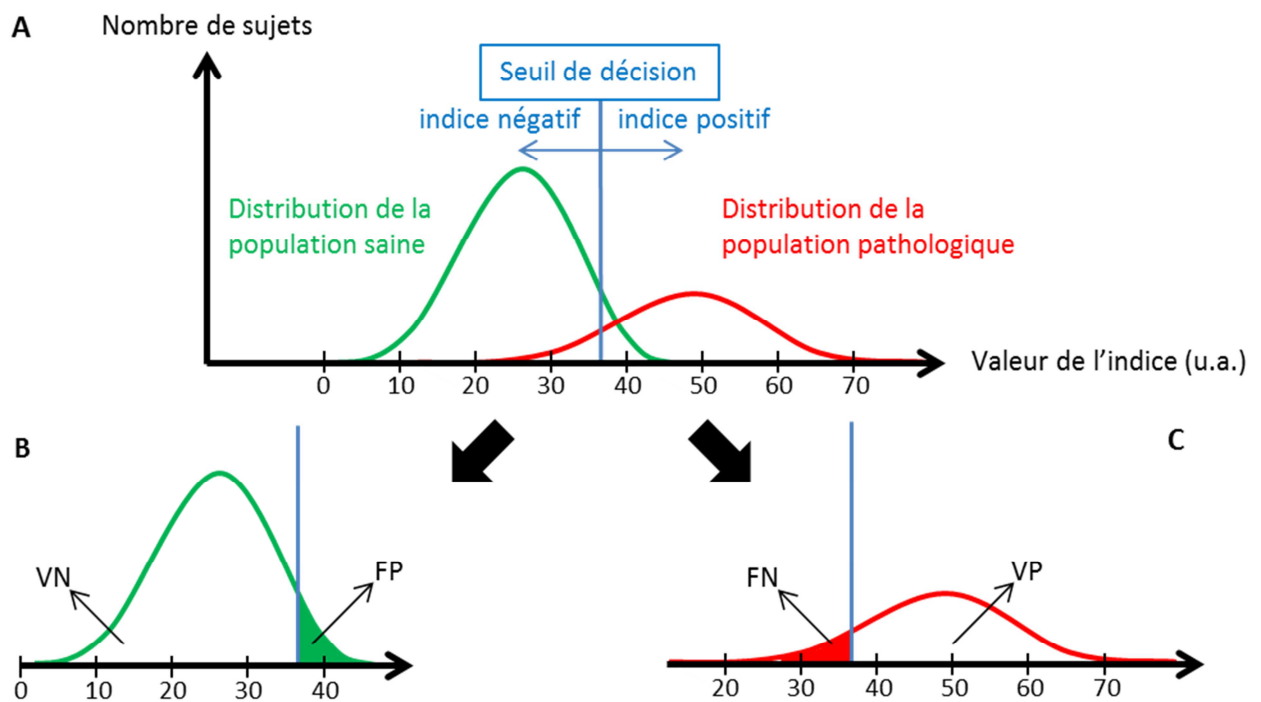 A
Nombre de sujets
Seuil de décision
indice négatif
indice positif
Distribution de la
population saine
Distribution de la
population pathologique
0 10 20 30 40 50 60 70
Valeur de l’indice (u.a.)
B
VN
FP
0 10 20 30 40
C
FN
VP
20 30 40 50 60 70